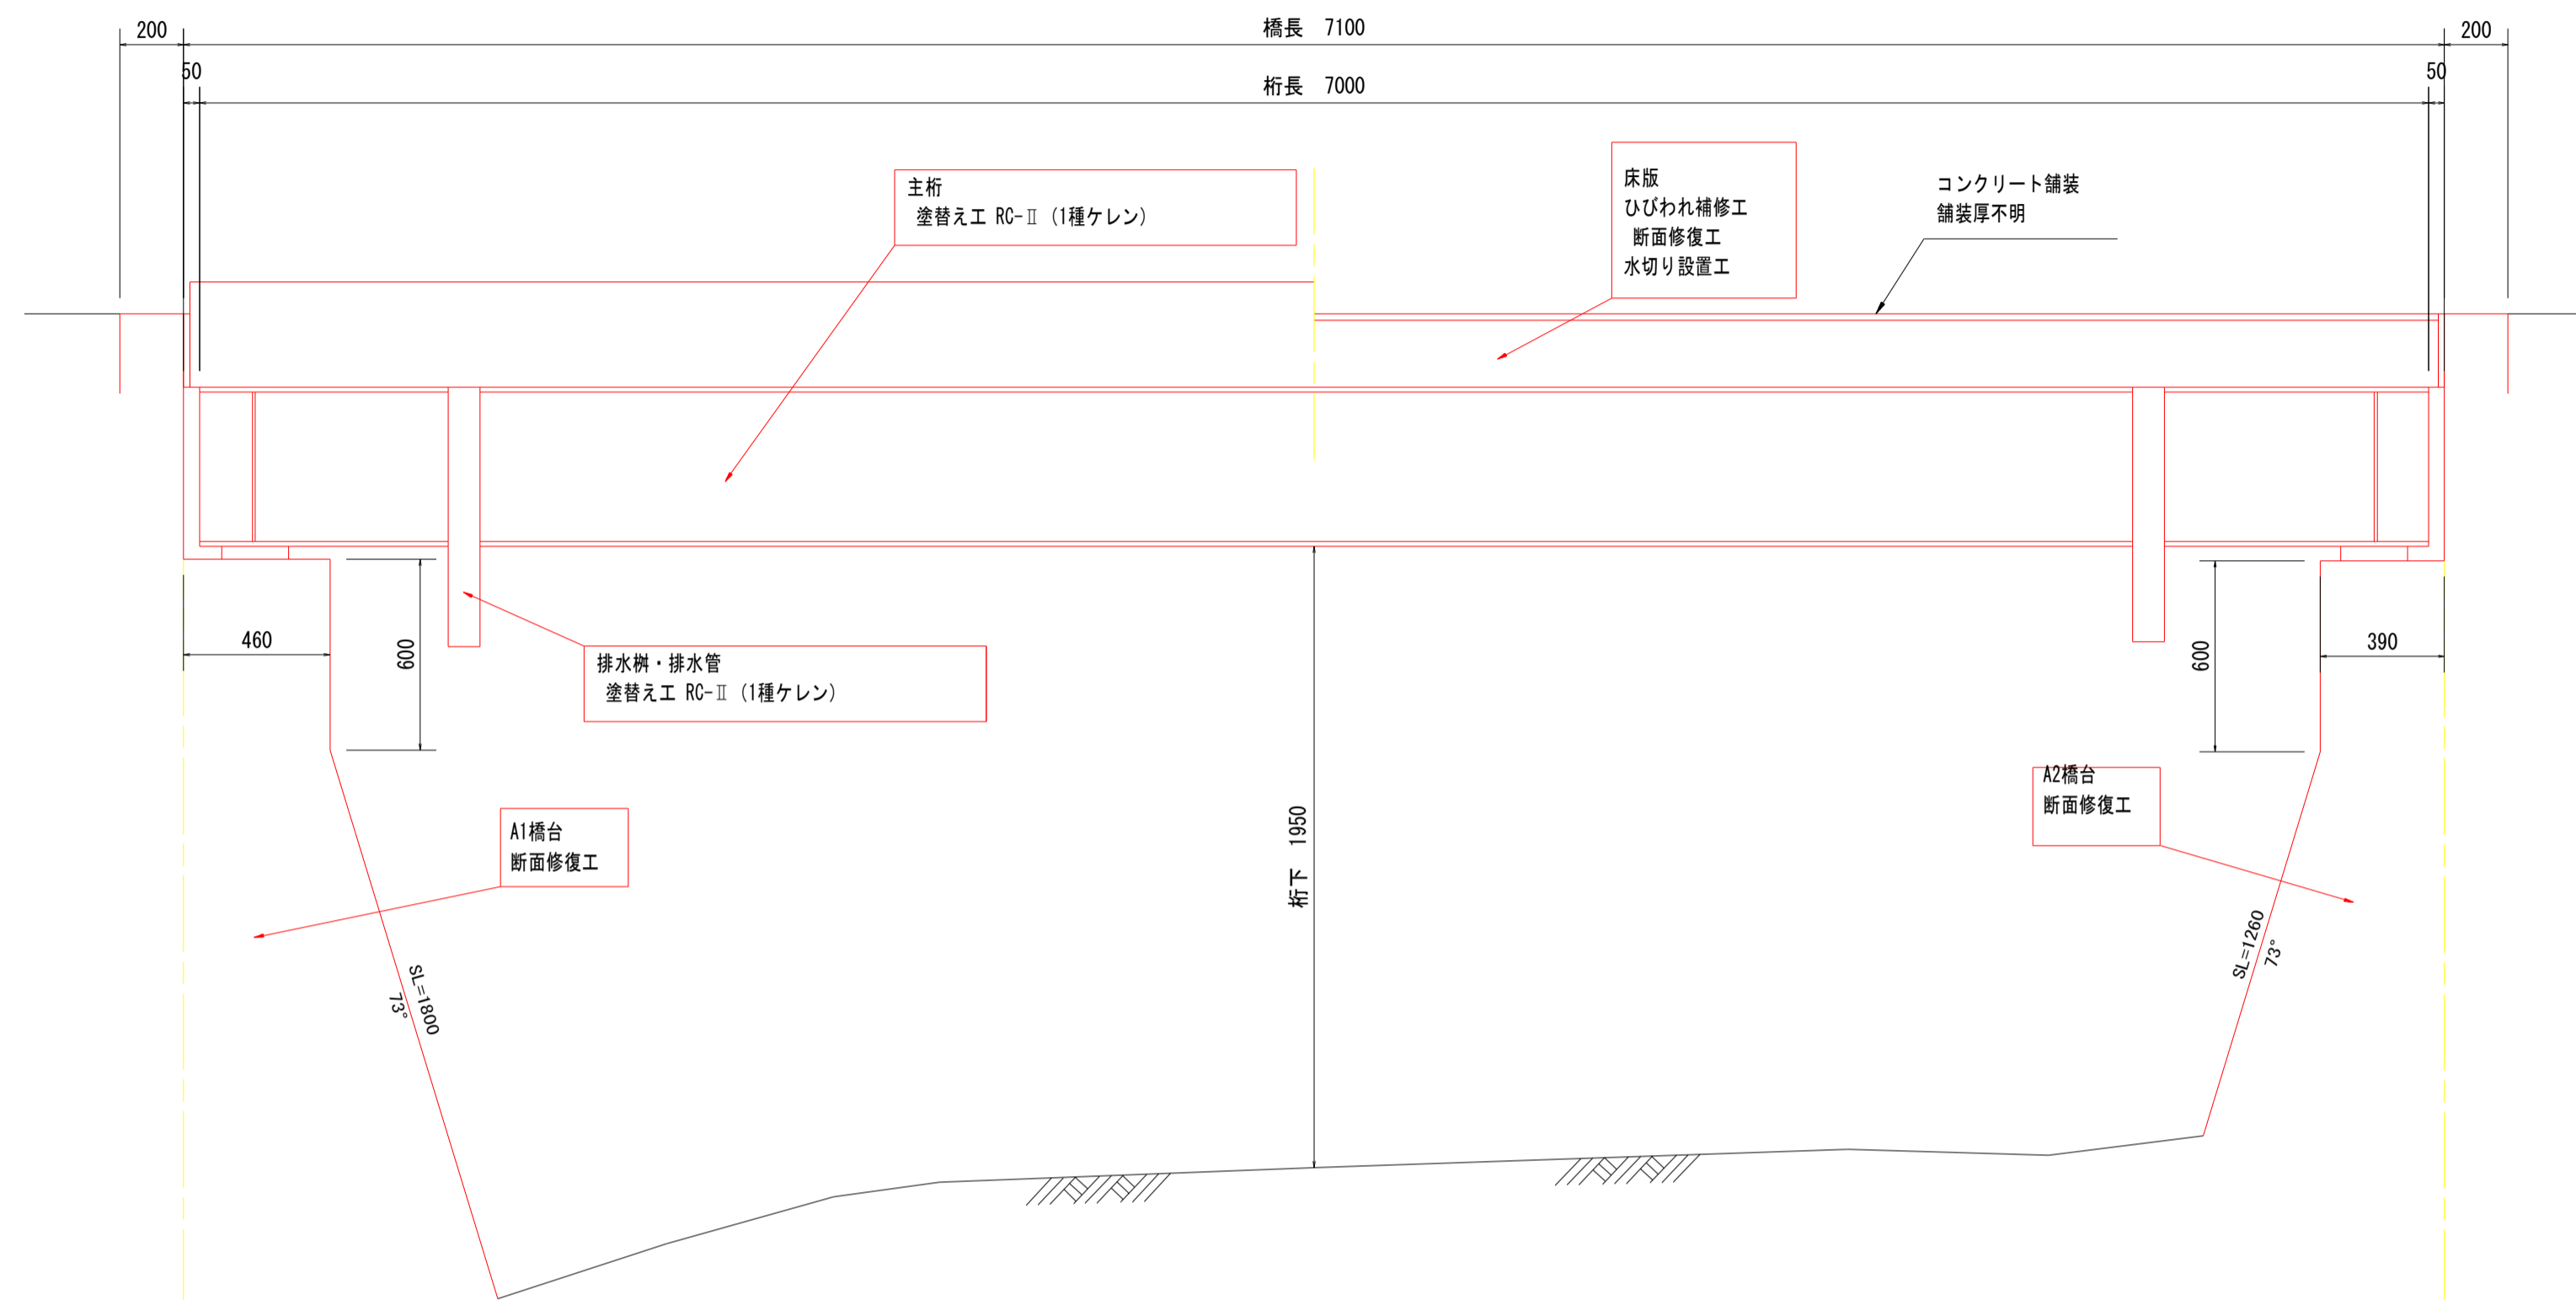 200
橋長 7100
200
50
桁長 7000
50
主桁
塗替え工 RC-Ⅱ (1種ケレン)
床版
ひびわれ補修工
断面修復工
水切り設置工
コンクリート舗装
舗装厚不明
460
600
排水桝・排水管
塗替え工 RC-Ⅱ (1種ケレン)
600
390
A1橋台
断面修復工
桁下 1950
A2橋台
断面修復工
SL=1800
73°
SL=1260
73°